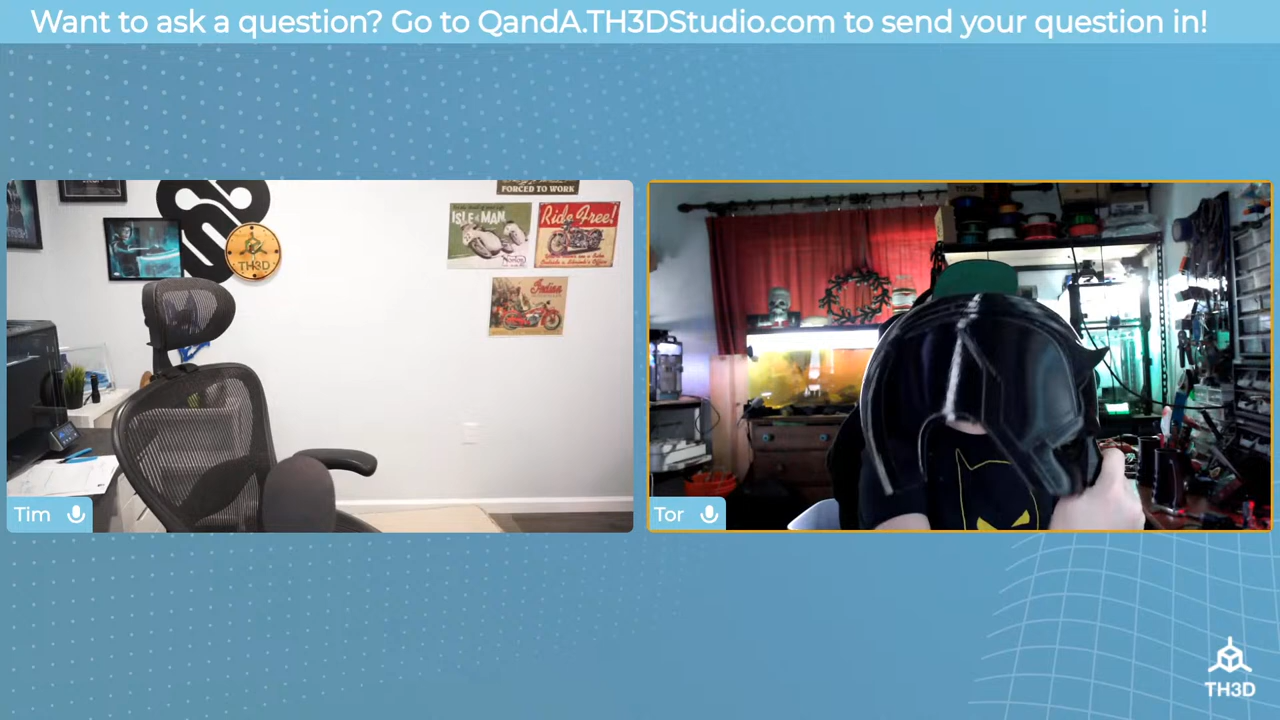 Want to ask a question? Go to QandA.TH3DStudio.com to send your question in!
FORCED TO WORK
ISLE of MAN
Norton
Ride Free!
Indian
TH3D
Tim
Tor
TH3D